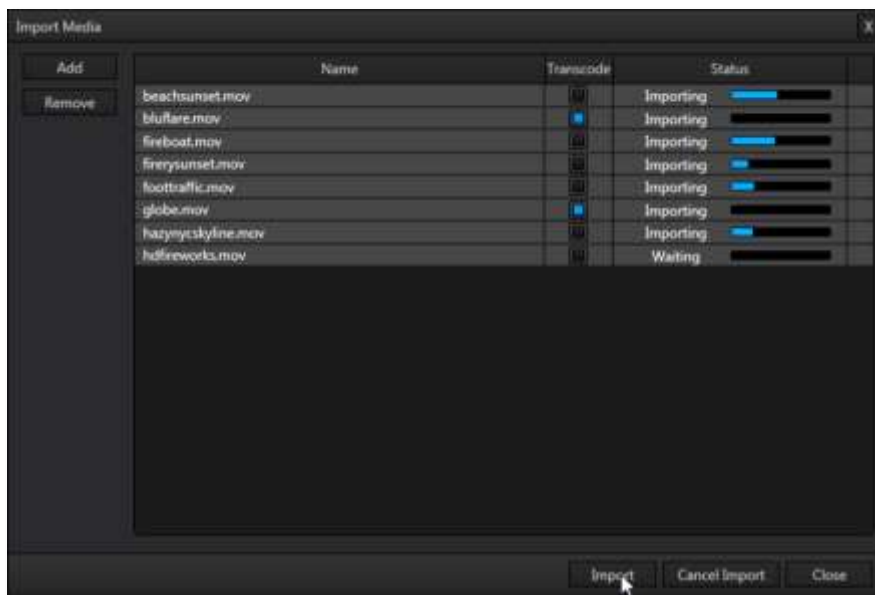 Import Media
X
Add
Remove
Name Transcode Status
beachsunset.mov Importing
bluflare.mov Importing
fireboat.mov Importing
firerysunset.mov Importing
foottraffic.mov Importing
globe.mov Importing
hazynycskyline.mov Importing
hdfireworks.mov Waiting
Import Cancel Import Close